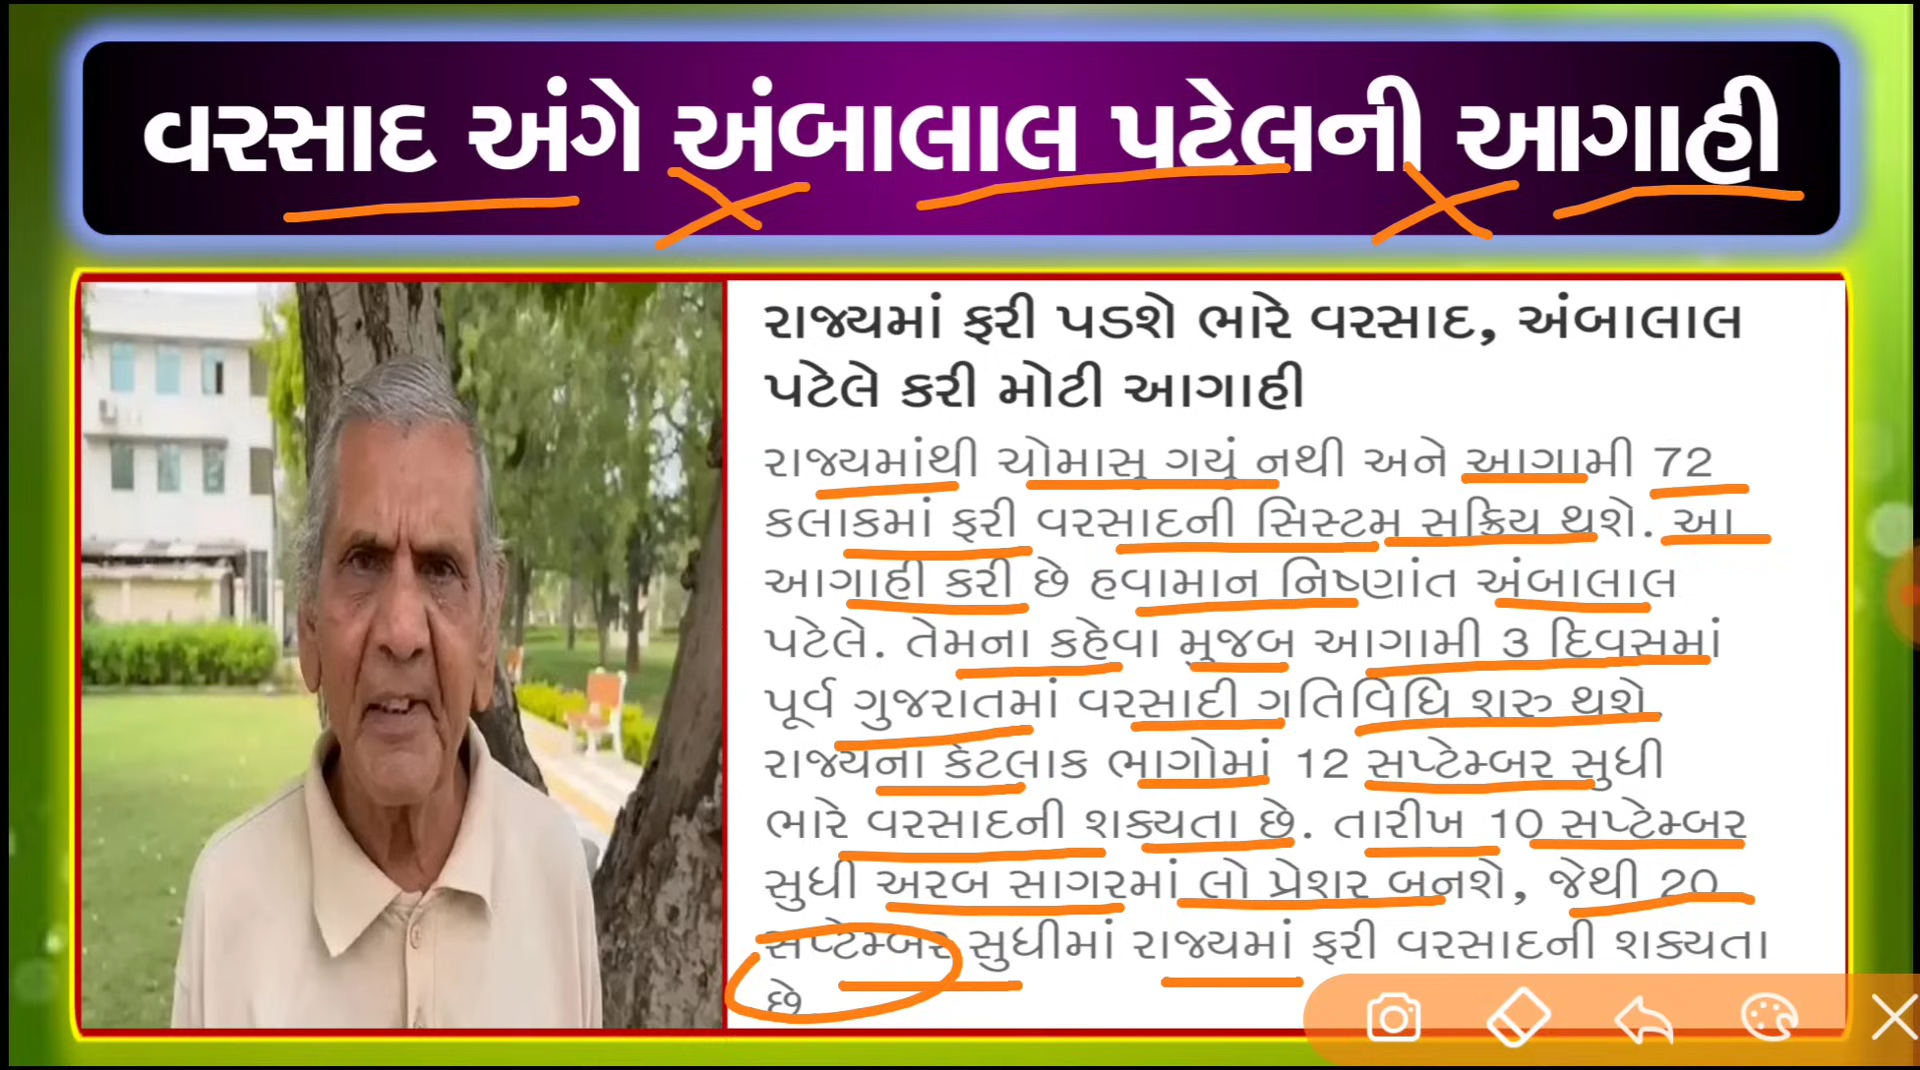 વરસાદ અંગે અંબાલાલ પટેલની આગાહી
રાજ્યમાં ફરી પડશે ભારે વરસાદ, અંબાલાલ
પટેલે કરી મોટી આગાહી
રાજ્યમાંથી ચોમાસુ ગયું નથી અને આગામી 72
કલાકમાં ફરી વરસાદની સિસ્ટમ સક્રિય થશે. આ
આગાહી કરી છે હવામાન નિષ્ણાંત અંબાલાલ
પટેલે. તેમના કહેવા મુજબ આગામી 3 દિવસમાં
પૂર્વ ગુજરાતમાં વરસાદી ગતિવિધિ શરુ થશે
રાજ્યના કેટલાક ભાગોમાં 12 સપ્ટેમ્બર સુધી
ભારે વરસાદની શક્યતા છે. તારીખ 10 સપ્ટેમ્બર
સુધી અરબ સાગરમાં લો પ્રેશર બનશે, જેથી 20
સપ્ટેમ્બર સુધીમાં રાજ્યમાં ફરી વરસાદની શક્યતા
છે